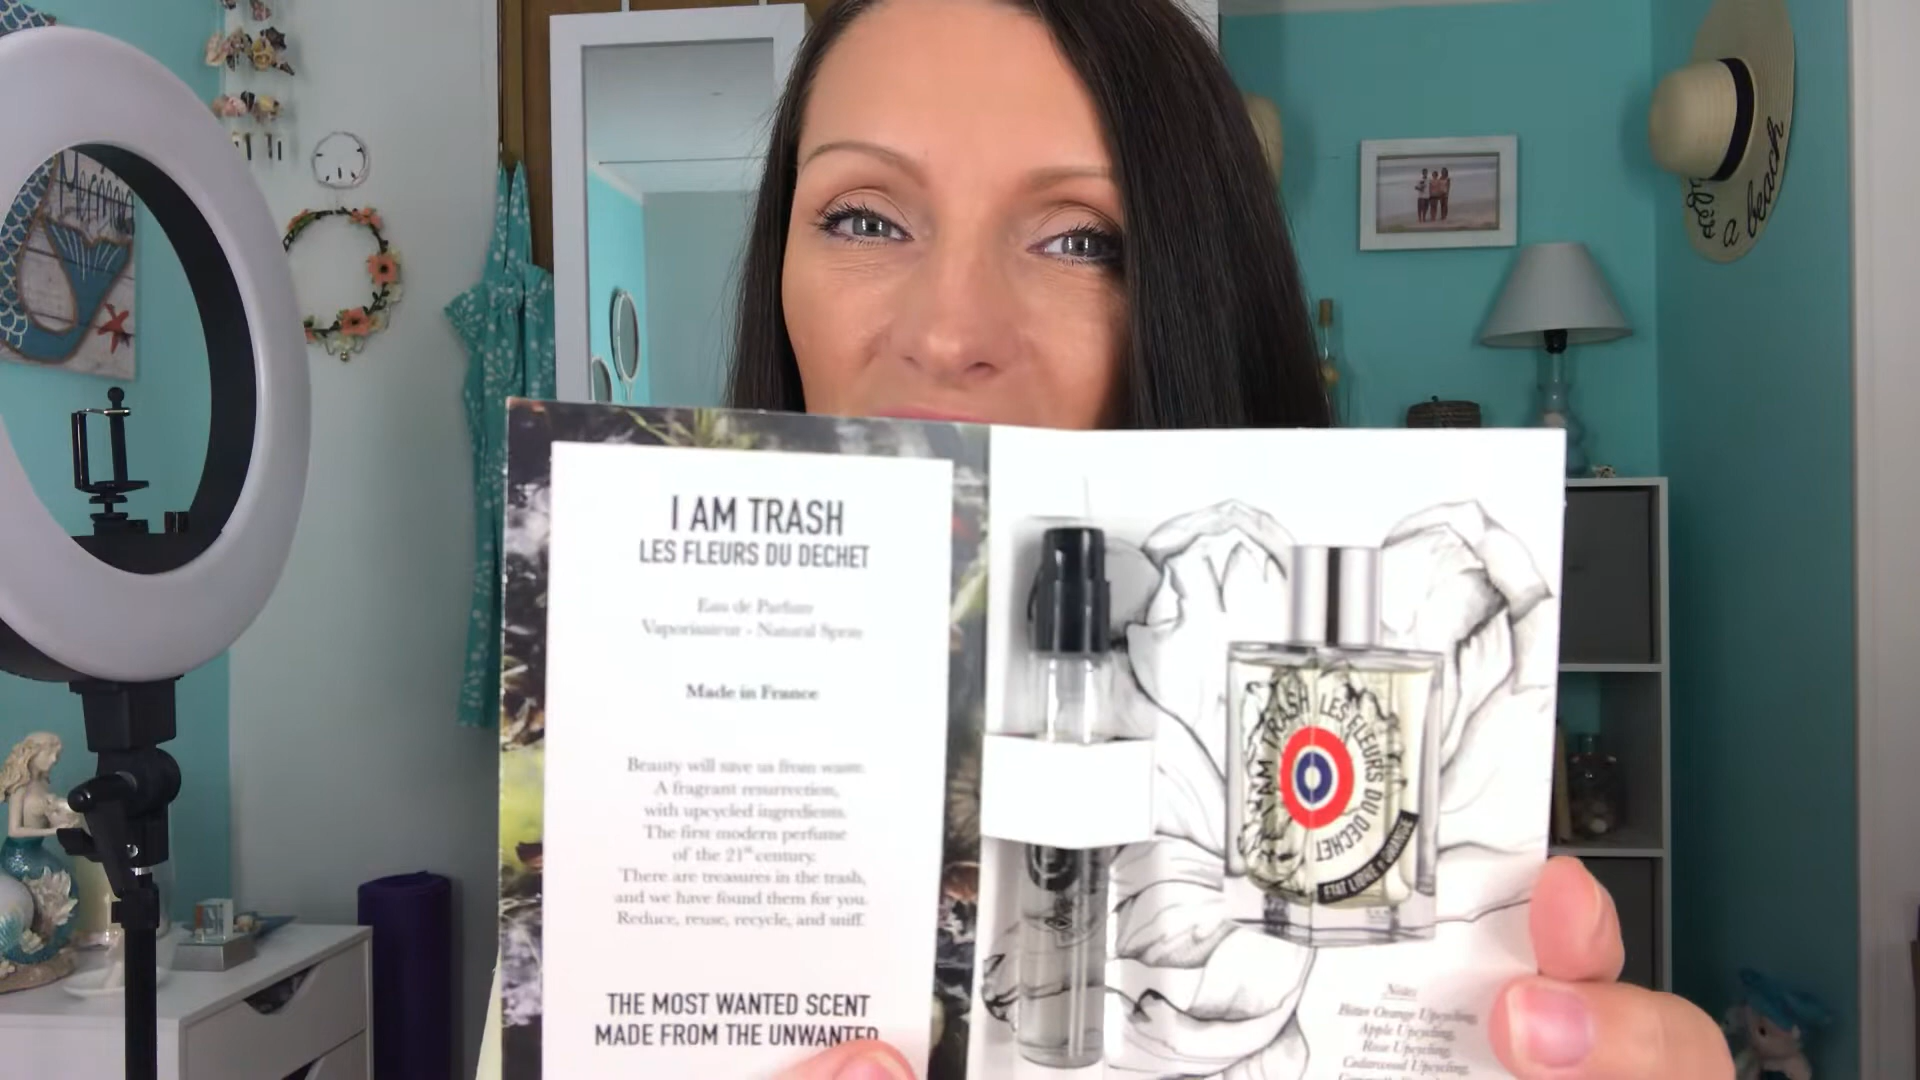 Mermaid
a beach
I AM TRASH
LES FLEURS DU DECHET
Eau de Parfum
Vaporisateur - Natural Spray
Made in France
Beauty will save us from waste.
A fragrant resurrection,
with upcycled ingredients.
The first modern perfume
of the 21st century.
There are treasures in the trash,
and we have found them for you.
Reduce, reuse, recycle, and sniff.
THE MOST WANTED SCENT
MADE FROM THE UNWANTED
I AM TRASH LES FLEURS DU DECHET
ETAT LIBRE D'ORANGE
Notes
Bitter Orange Upcycling,
Apple Upcycling,
Rose Upcycling,
Cedarwood Upcycling,